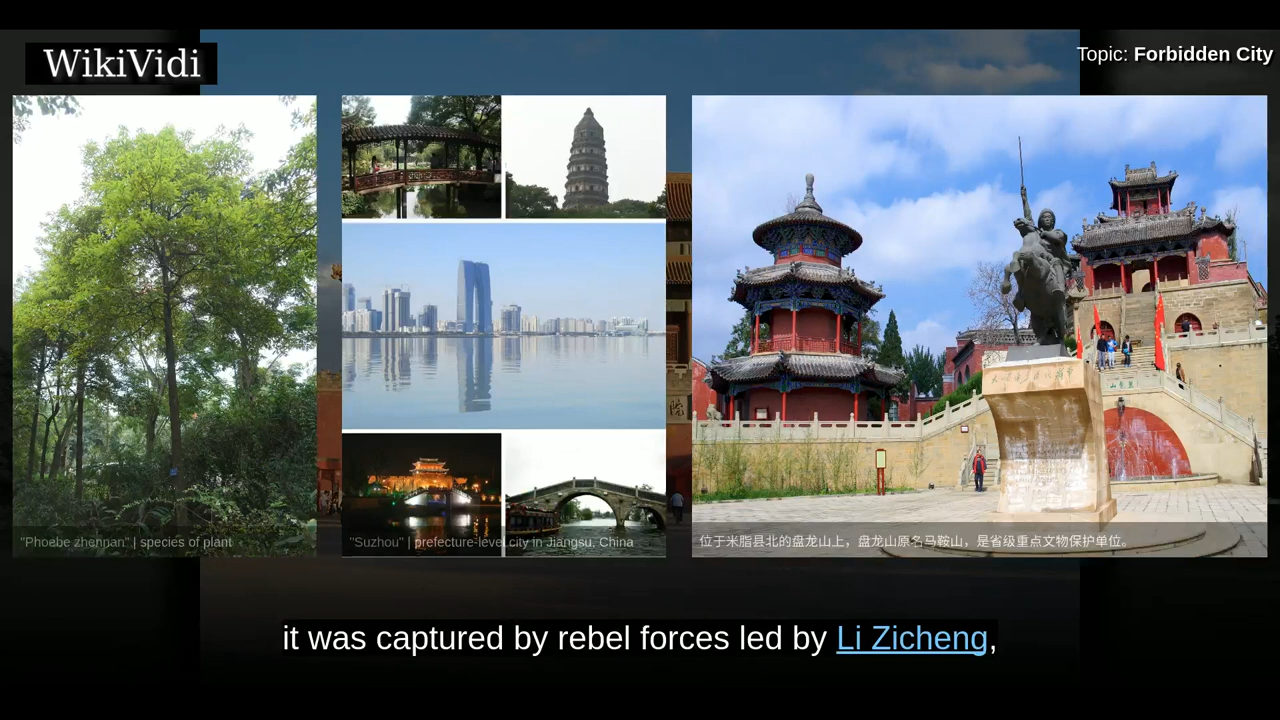 WikiVidi
Topic: Forbidden City
"Phoebe zhennan" | species of plant
"Suzhou" | prefecture-level city in Jiangsu, China
位于米脂县北的盘龙山上，盘龙山原名马鞍山，是省级重点文物保护单位。
it was captured by rebel forces led by Li Zicheng,